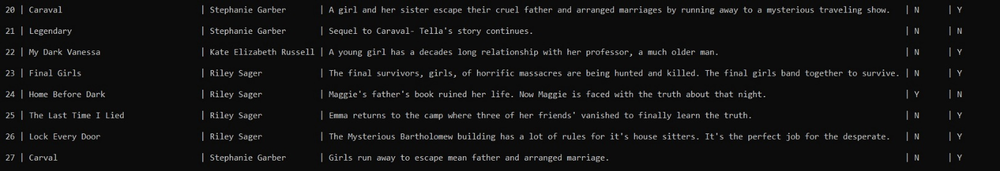 20 | Caraval | Stephanie Garber | A girl and her sister escape their cruel father and arranged marriages by running away to a mysterious traveling show. | N | Y
21 | Legendary | Stephanie Garber | Sequel to Caraval- Tella's story continues. | N | N
22 | My Dark Vanessa | Kate Elizabeth Russell | A young girl has a decades long relationship with her professor, a much older man. | N | Y
23 | Final Girls | Riley Sager | The final survivors, girls, of horrific massacres are being hunted and killed. The final girls band together to survive. | N | Y
24 | Home Before Dark | Riley Sager | Maggie's father's book ruined her life. Now Maggie is faced with the truth about that night. | Y | N
25 | The Last Time I Lied | Riley Sager | Emma returns to the camp where three of her friends' vanished to finally learn the truth. | N | Y
26 | Lock Every Door | Riley Sager | The Mysterious Bartholomew building has a lot of rules for it's house sitters. It's the perfect job for the desperate. | N | Y
27 | Carval | Stephanie Garber | Girls run away to escape mean father and arranged marriage. | N | Y